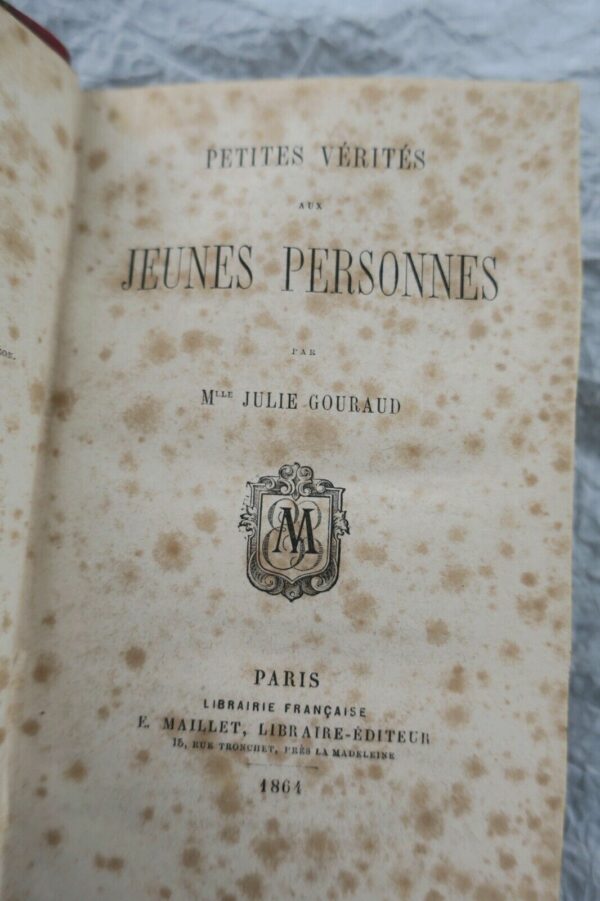 PETITES VÉRITÉS
AUX
JEUNES PERSONNES
PAR
Mlle JULIE GOURAUD
M
PARIS
LIBRAIRIE FRANÇAISE
E. MAILLET, LIBRAIRE-ÉDITEUR
15, RUE TRONCHET, PRÈS LA MADELEINE
1864